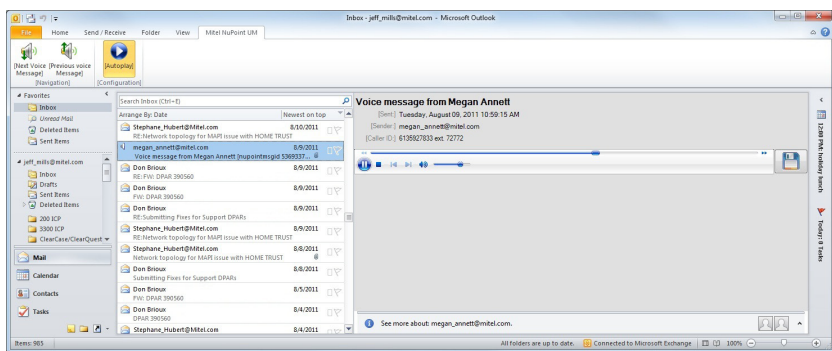 Inbox - jeff_mills@mitel.com - Microsoft Outlook
File Home Send / Receive Folder View Mitel NuPoint UM
[Next Voice Message] [Previous voice Message] [Autoplay]
[Navigation] [Configuration]
Favorites
Inbox
Unread Mail
Deleted Items
Sent Items
jeff_mills@mitel.com
Inbox
Drafts
Sent Items
Deleted Items
200 ICP
3300 ICP
ClearCase/ClearQuest
Mail
Calendar
Contacts
Tasks
Search Inbox (Ctrl+E)
Arrange By: Date Newest on top
Stephane_Hubert@Mitel.com 8/10/2011
RE:Network topology for MAPI issue with HOME TRUST
megan_annett@mitel.com 8/9/2011
Voice message from Megan Annett [nupointmsgid 5369337...
Don Brioux 8/9/2011
RE: FW: DPAR 390560
Don Brioux 8/9/2011
FW: DPAR 390560
Don Brioux 8/9/2011
RE:Submitting Fixes for Support DPARs
Stephane_Hubert@Mitel.com 8/9/2011
RE:Network topology for MAPI issue with HOME TRUST
Stephane_Hubert@Mitel.com 8/8/2011
Network topology for MAPI issue with HOME TRUST
Don Brioux 8/8/2011
Submitting Fixes for Support DPARs
Don Brioux 8/5/2011
FW: DPAR 390560
Don Brioux 8/4/2011
DPAR 390560
Stephane_Hubert@Mitel.com 8/4/2011
Voice message from Megan Annett
[Sent:] Tuesday, August 09, 2011 10:59:15 AM
[Sender:] megan_annett@mitel.com
[Caller ID:] 6135927833 ext. 72772
See more about: megan_annett@mitel.com.
12:00 PM: holiday lunch
Today: 0 Tasks
Items: 965
All folders are up to date. Connected to Microsoft Exchange 100%